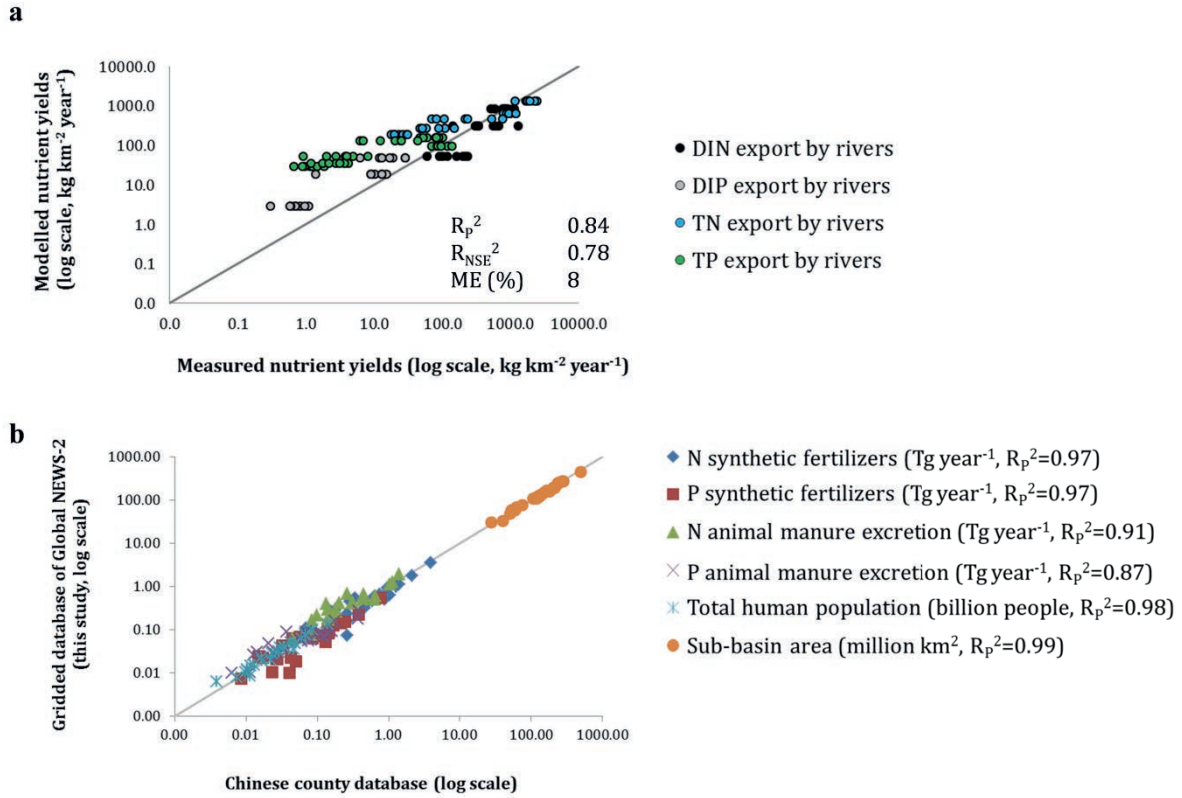 a
Modelled nutrient yields
(log scale, kg km⁻² year⁻¹)
10000.0
1000.0
100.0
10.0
1.0
0.1
0.0
0.0 0.1 1.0 10.0 100.0 1000.0 10000.0
Rₚ² 0.84
R_NSE² 0.78
ME (%) 8
Measured nutrient yields (log scale, kg km⁻² year⁻¹)
DIN export by rivers
DIP export by rivers
TN export by rivers
TP export by rivers
b
Gridded database of Global NEWS-2
(this study, log scale)
1000.00
100.00
10.00
1.00
0.10
0.01
0.00
0.00 0.01 0.10 1.00 10.00 100.00 1000.00
Chinese county database (log scale)
N synthetic fertilizers (Tg year⁻¹, Rₚ²=0.97)
P synthetic fertilizers (Tg year⁻¹, Rₚ²=0.97)
N animal manure excretion (Tg year⁻¹, Rₚ²=0.91)
P animal manure excretion (Tg year⁻¹, Rₚ²=0.87)
Total human population (billion people, Rₚ²=0.98)
Sub-basin area (million km², Rₚ²=0.99)